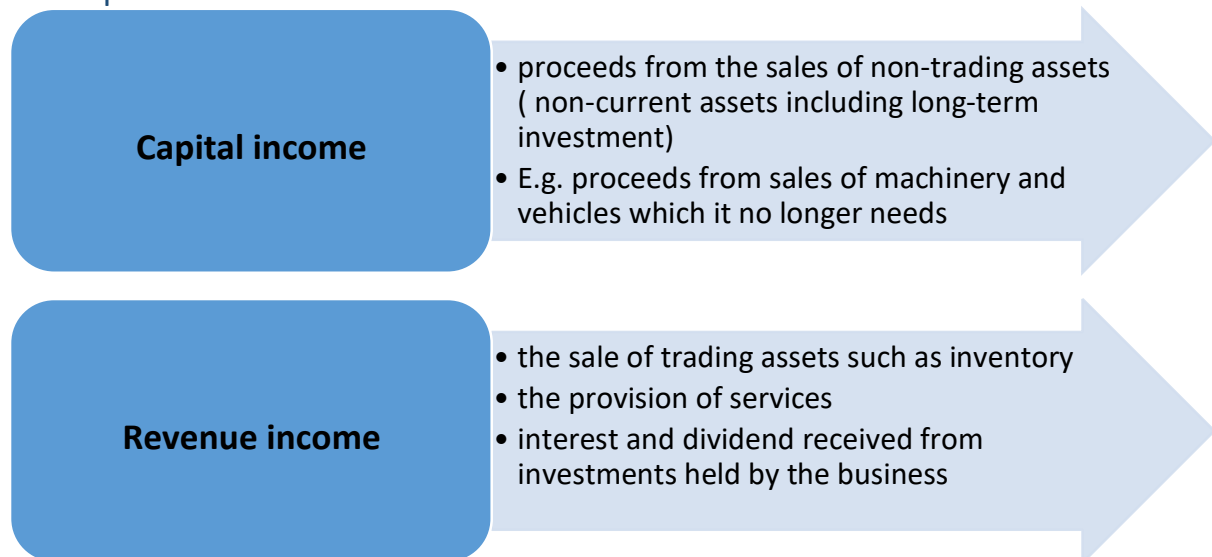 Capital income
• proceeds from the sales of non-trading assets
( non-current assets including long-term
investment)
• E.g. proceeds from sales of machinery and
vehicles which it no longer needs
Revenue income
• the sale of trading assets such as inventory
• the provision of services
• interest and dividend received from
investments held by the business